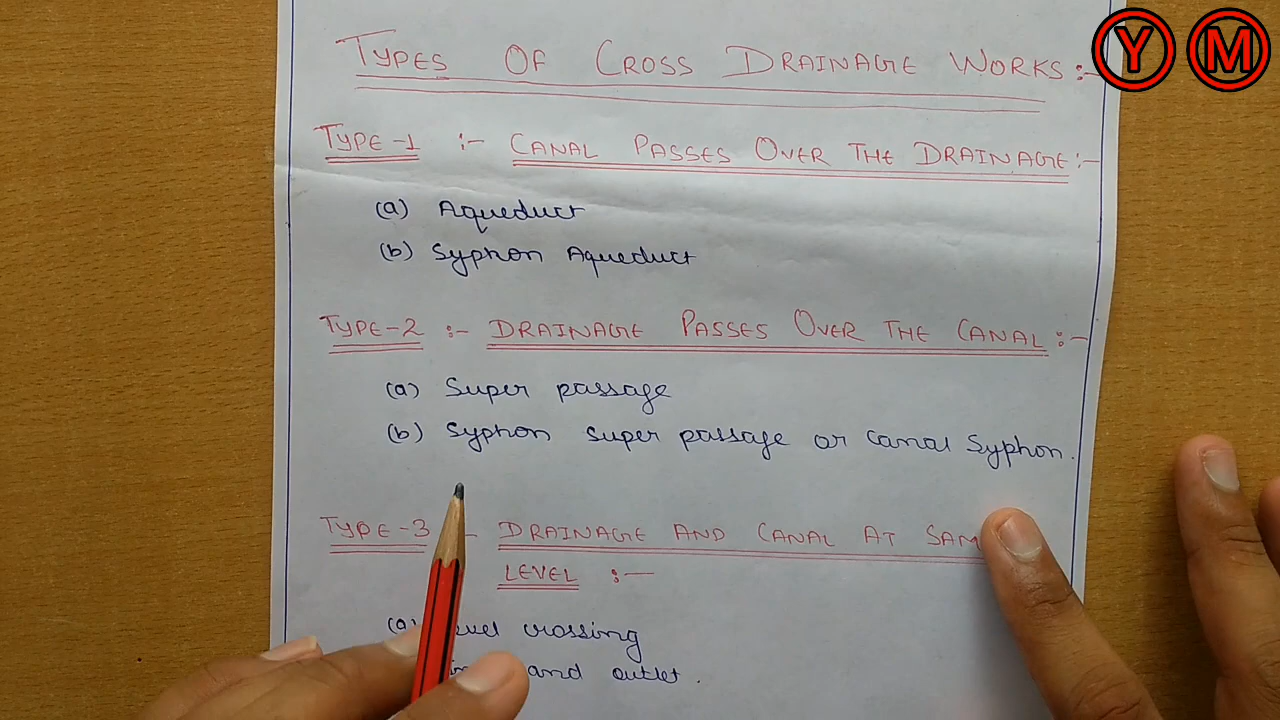 Y M
TYPES OF CROSS DRAINAGE WORKS:-
TYPE-1 :- CANAL PASSES OVER THE DRAINAGE:-
(a) Aqueduct
(b) Syphon Aqueduct
TYPE-2 :- DRAINAGE PASSES OVER THE CANAL:-
(a) Super passage
(b) Syphon super passage or canal Syphon.
TYPE-3 - DRAINAGE AND CANAL AT
LEVEL :-
(a) crossing
and outlet.